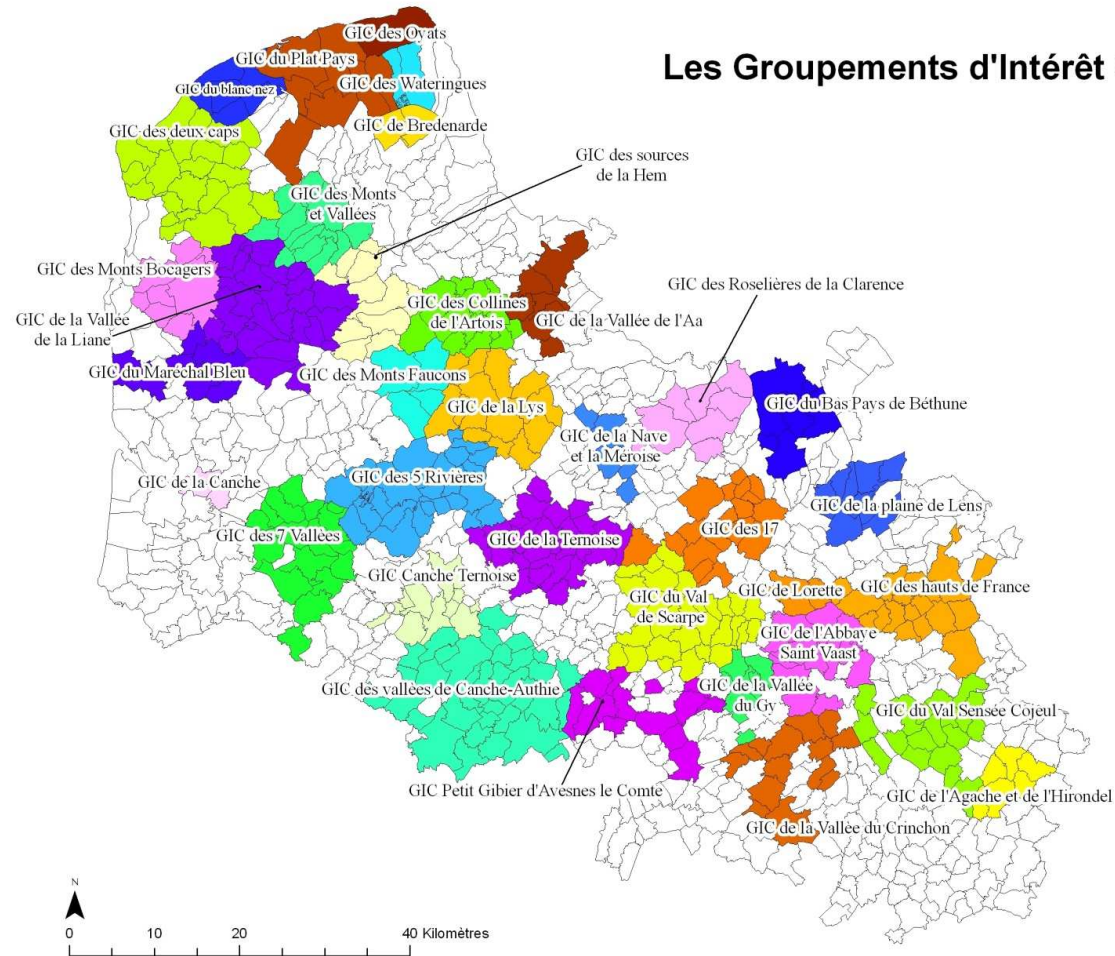 Les Groupements d'Intérêt
GIC des Oyats
GIC du Plat Pays
GIC des Wateringues
GIC du blanc nez
GIC de Bredenarde
GIC des deux caps
GIC des sources
de la Hem
GIC des Monts
et Vallées
GIC des Monts Bocagers
GIC des Roselières de la Clarence
GIC des Collines
de l'Artois
GIC de la Vallée
de la Liane
GIC de la Vallée de l'Aa
GIC du Maréchal Bleu
GIC des Monts Faucons
GIC de la Lys
GIC du Bas Pays de Béthune
GIC de la Nave
et la Méroise
GIC de la Canche
GIC des 5 Rivières
GIC de la plaine de Lens
GIC des 7 Vallées
GIC de la Ternoise
GIC des 17
GIC Canche Ternoise
GIC du Val
de Scarpe
GIC de Lorette
GIC des hauts de France
GIC de l'Abbaye
Saint Vaast
GIC des vallées de Canche-Authie
GIC de la Vallée
du Gy
GIC du Val Sensée Cojeul
GIC Petit Gibier d'Avesnes le Comte
GIC de l'Agache et de l'Hirondel
GIC de la Vallée du Crinchon
N
0 10 20 40 Kilomètres